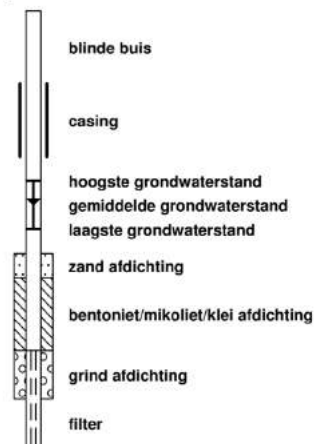 blinde buis
casing
hoogste grondwaterstand
gemiddelde grondwaterstand
laagste grondwaterstand
zand afdichting
bentoniet/mikoliet/klei afdichting
grind afdichting
filter